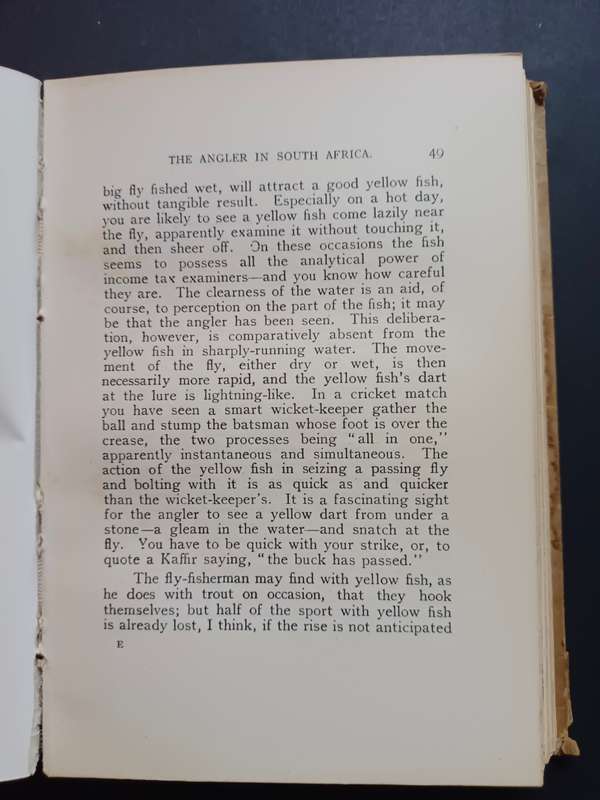 THE ANGLER IN SOUTH AFRICA. 49
big fly fished wet, will attract a good yellow fish,
without tangible result. Especially on a hot day,
you are likely to see a yellow fish come lazily near
the fly, apparently examine it without touching it,
and then sheer off. On these occasions the fish
seems to possess all the analytical power of
income tax examiners—and you know how careful
they are. The clearness of the water is an aid, of
course, to perception on the part of the fish; it may
be that the angler has been seen. This delibera-
tion, however, is comparatively absent from the
yellow fish in sharply-running water. The move-
ment of the fly, either dry or wet, is then
necessarily more rapid, and the yellow fish's dart
at the lure is lightning-like. In a cricket match
you have seen a smart wicket-keeper gather the
ball and stump the batsman whose foot is over the
crease, the two processes being "all in one,"
apparently instantaneous and simultaneous. The
action of the yellow fish in seizing a passing fly
and bolting with it is as quick as and quicker
than the wicket-keeper's. It is a fascinating sight
for the angler to see a yellow dart from under a
stone—a gleam in the water—and snatch at the
fly. You have to be quick with your strike, or, to
quote a Kaffir saying, "the buck has passed."
The fly-fisherman may find with yellow fish, as
he does with trout on occasion, that they hook
themselves; but half of the sport with yellow fish
is already lost, I think, if the rise is not anticipated
E